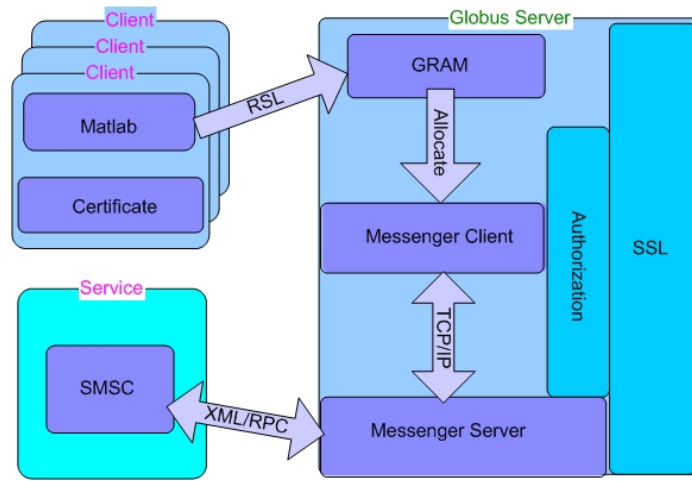 Client
Client
Client
Matlab
Certificate
RSL
Globus Server
GRAM
Allocate
Messenger Client
Authorization
SSL
TCP/IP
Messenger Server
Service
SMSC
XML/RPC